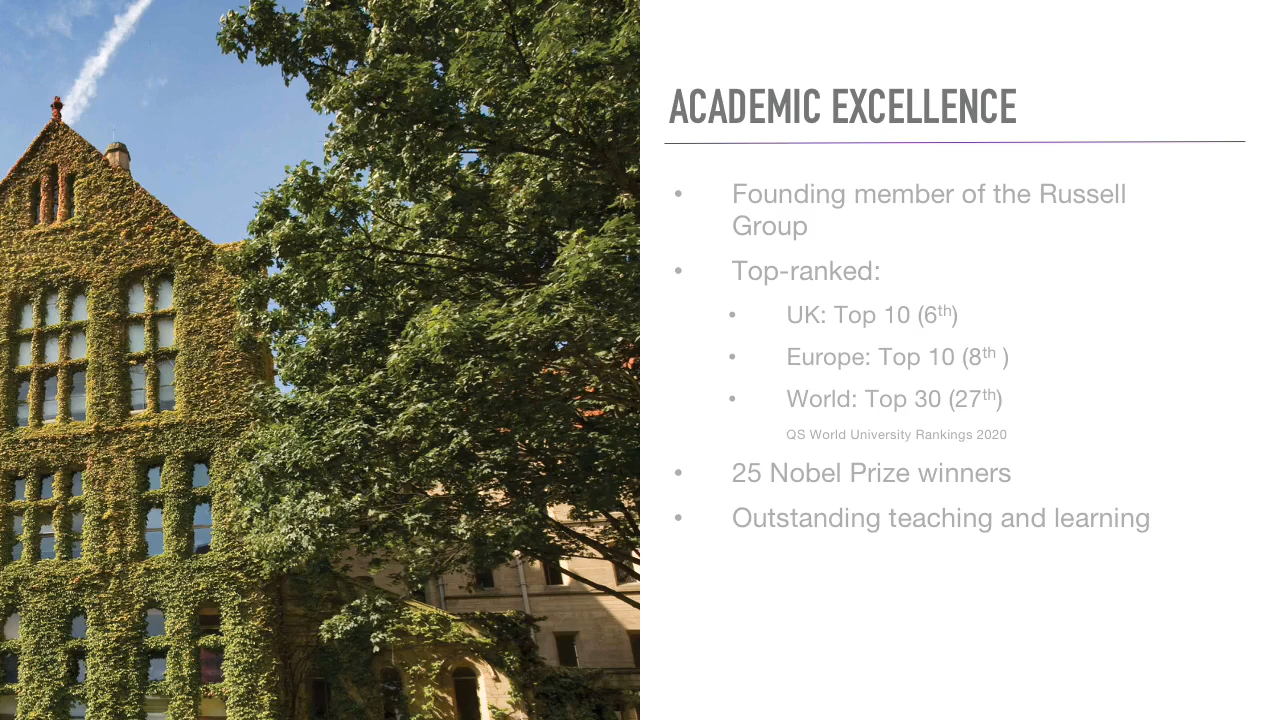 ACADEMIC EXCELLENCE
• Founding member of the Russell
Group
• Top-ranked:
• UK: Top 10 (6th)
• Europe: Top 10 (8th )
• World: Top 30 (27th)
QS World University Rankings 2020
• 25 Nobel Prize winners
• Outstanding teaching and learning